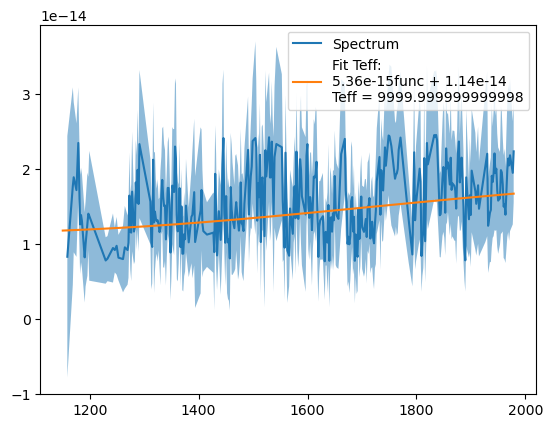 1e−14
Spectrum
Fit Teff:
5.36e-15func + 1.14e-14
Teff = 9999.999999999998
3
2
1
0
−1
1200 1400 1600 1800 2000